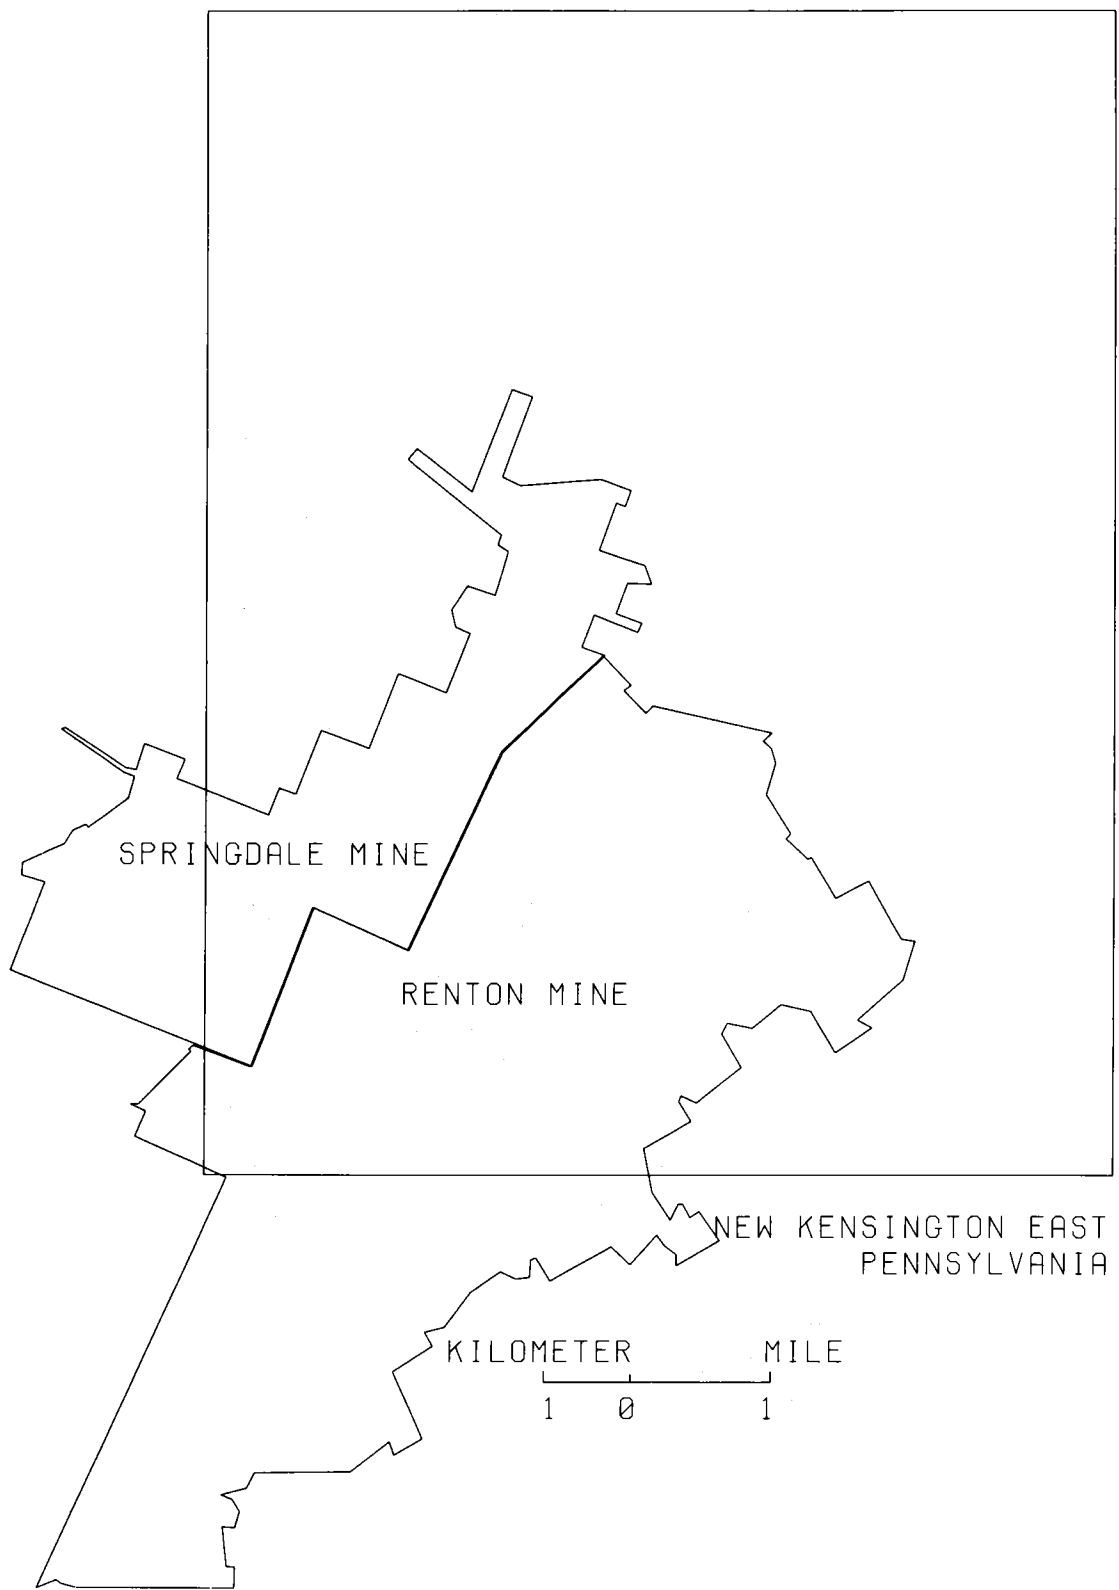 SPRINGDALE MINE
RENTON MINE
NEW KENSINGTON EAST
PENNSYLVANIA
KILOMETER MILE
1 0 1